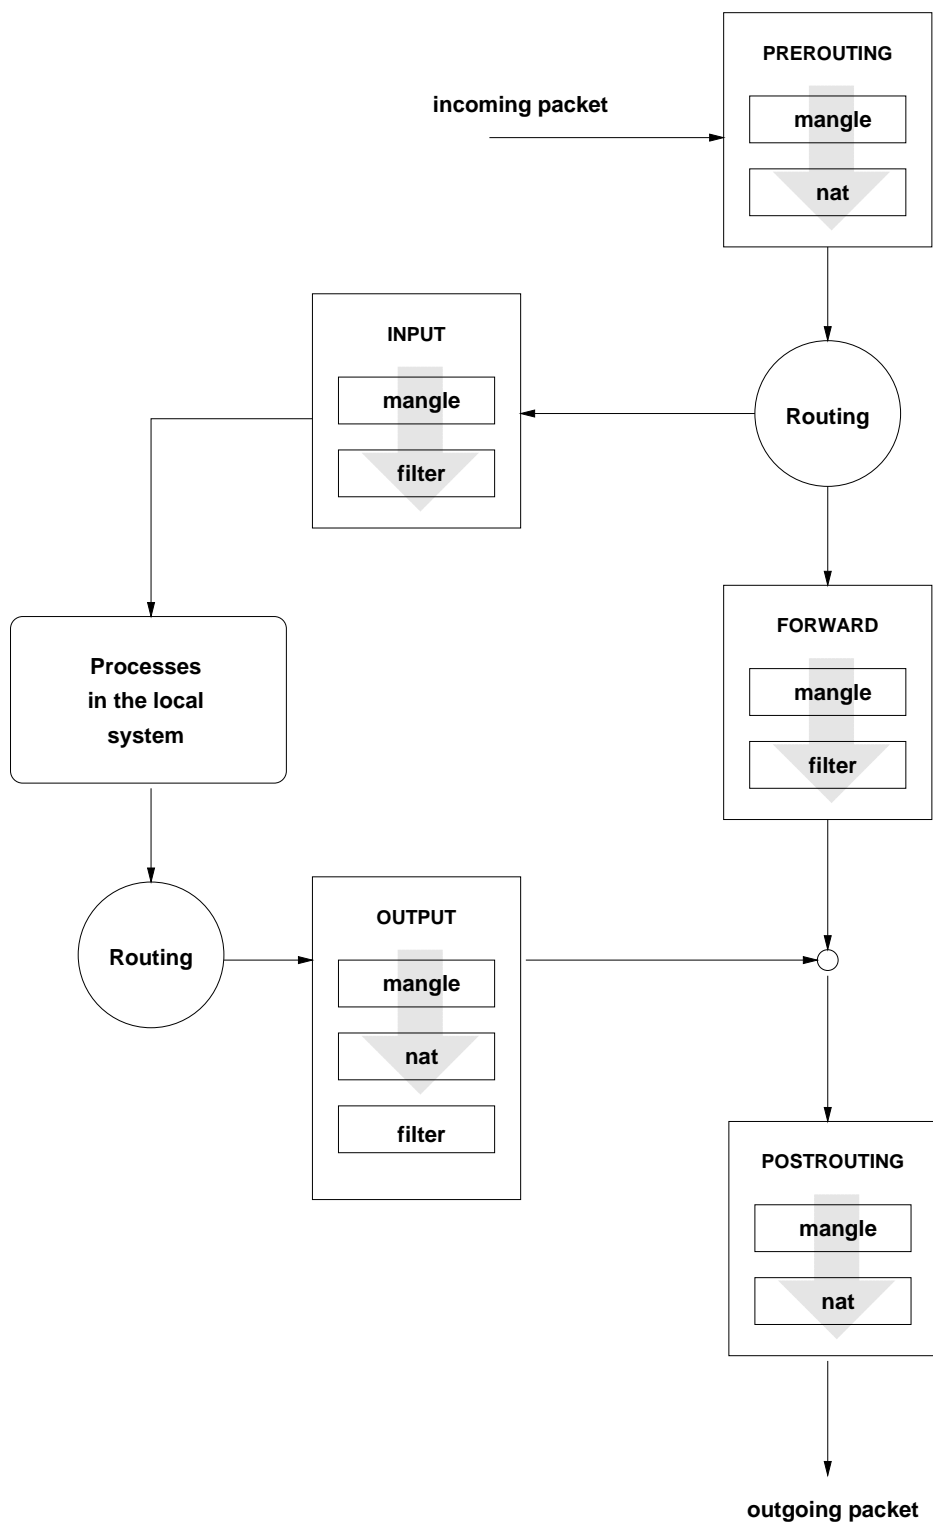 PREROUTING
incoming packet
mangle
nat
INPUT
mangle
filter
Routing
Processes
in the local
system
FORWARD
mangle
filter
Routing
OUTPUT
mangle
nat
filter
POSTROUTING
mangle
nat
outgoing packet